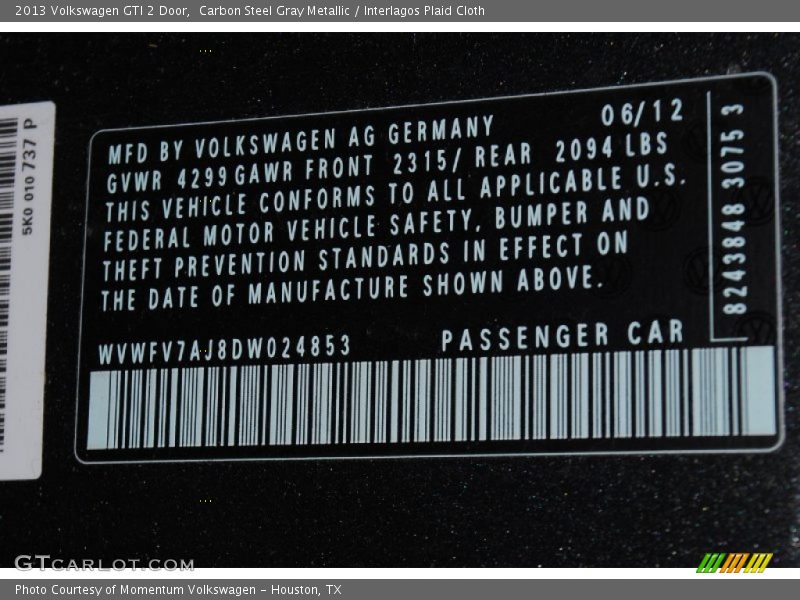 2013 Volkswagen GTI 2 Door,  Carbon Steel Gray Metallic / Interlagos Plaid Cloth
5K0 010 737 P
06/12
MFD BY VOLKSWAGEN AG GERMANY
GVWR 4299 GAWR FRONT 2315/ REAR 2094 LBS
THIS VEHICLE CONFORMS TO ALL APPLICABLE U.S.
FEDERAL MOTOR VEHICLE SAFETY, BUMPER AND
THEFT PREVENTION STANDARDS IN EFFECT ON
THE DATE OF MANUFACTURE SHOWN ABOVE.
8243848 3075 3
WVWFV7AJ8DW024853 PASSENGER CAR
GTCARLOT.COM
Photo Courtesy of Momentum Volkswagen - Houston, TX